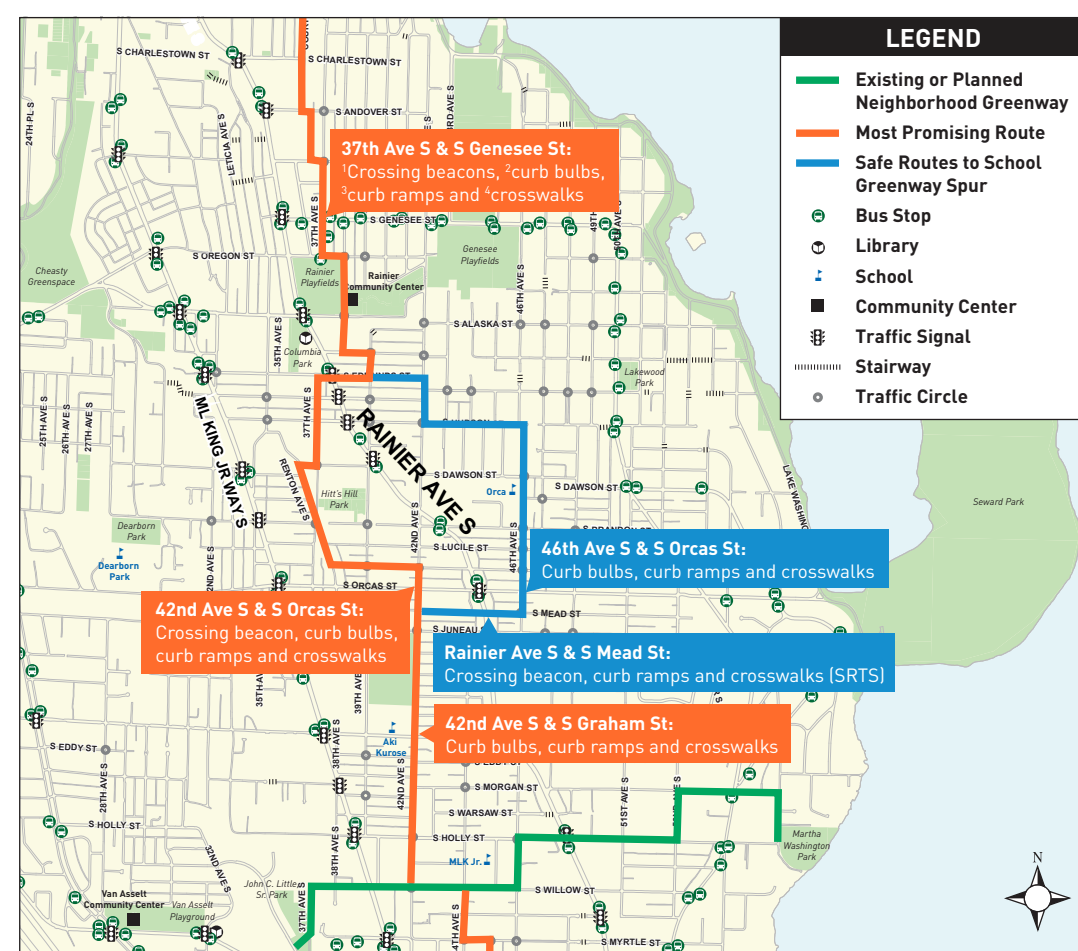 LEGEND
Existing or Planned
Neighborhood Greenway
Most Promising Route
Safe Routes to School
Greenway Spur
Bus Stop
Library
School
Community Center
Traffic Signal
Stairway
Traffic Circle
24TH PL S
S CHARLESTOWN ST
S CHARLESTOWN ST
S ANDOVER ST
LETICIA AVE S
37th Ave S & S Genesee St:
¹Crossing beacons, ²curb bulbs,
³curb ramps and ⁴crosswalks
37TH AVE S
S GENESEE ST
49TH
S OREGON ST
Genesee
Playfields
Cheasty
Greenspace
Rainier
Playfields
Rainier
Community Center
46TH AVE S
35TH AVE S
S ALASKA ST
Columbia
Park
Lakewood
Park
25TH AVE S
26TH AVE S
27TH AVE S
ML KING JR WAY S
37TH AVE S
RAINIER AVE S
RENTON AVE S
S DAWSON ST
S DAWSON ST
Orca
LAKE WASHING
Seward Park
Hitt's Hill
Park
42ND AVE S
46TH AVE S
S BRANDON ST
Dearborn
Park
Dearborn
Park
S LUCILE ST
46th Ave S & S Orcas St:
Curb bulbs, curb ramps and crosswalks
S ORCAS ST
42nd Ave S & S Orcas St:
Crossing beacon, curb bulbs,
curb ramps and crosswalks
S MEAD ST
S JUNEAU
Rainier Ave S & S Mead St:
Crossing beacon, curb ramps and crosswalks (SRTS)
35TH AV
39TH AVE
42nd Ave S & S Graham St:
Curb bulbs, curb ramps and crosswalks
Aki
Kurose
38TH AVE S
S EDDY ST
S EDDY ST
28TH AVE S
42ND AVE S
S MORGAN ST
51ST AVE S
S WARSAW ST
S HOLLY ST
S HOLLY ST
38TH AVE S
MLK Jr.
Martha
Washington
Park
32ND AVE S
John C. Little,
Sr. Park
37TH AVE S
S WILLOW ST
Van Asselt
Community Center
Van Asselt
Playground
S MYRTLE ST
N